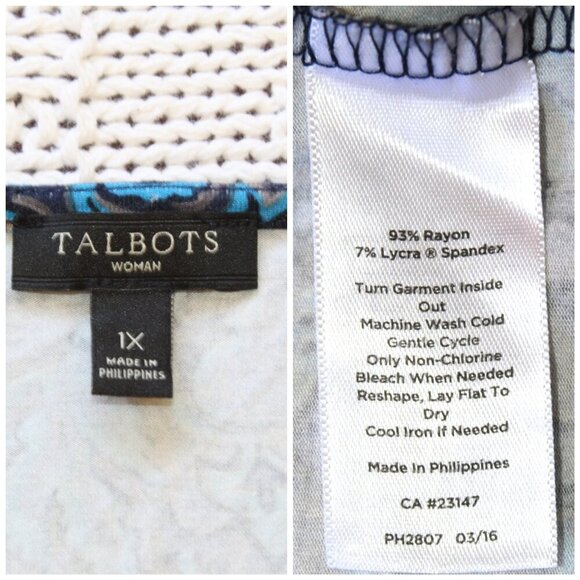 TALBOTS
WOMAN
1X
MADE IN
PHILIPPINES
93% Rayon
7% Lycra ® Spandex
Turn Garment Inside
Out
Machine Wash Cold
Gentle Cycle
Only Non-Chlorine
Bleach When Needed
Reshape, Lay Flat To
Dry
Cool Iron if Needed
Made In Philippines
CA #23147
PH2807 03/16